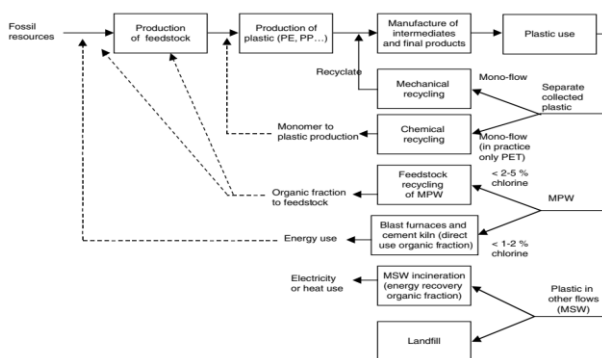 Fossil
resources
Production
of feedstock
Production of
plastic (PE, PP…)
Manufacture of
intermediates
and final products
Plastic use
Recyclate
Mechanical
recycling
Mono-flow
Separate
collected
plastic
Monomer to
plastic production
Chemical
recycling
Mono-flow
(in practice
only PET)
Organic fraction
to feedstock
Feedstock
recycling
of MPW
< 2-5 %
chlorine
MPW
Energy use
Blast furnaces and
cement kiln (direct
use organic fraction)
< 1-2 %
chlorine
Electricity
or heat use
MSW incineration
(energy recovery
organic fraction)
Plastic in
other flows
(MSW)
Landfill